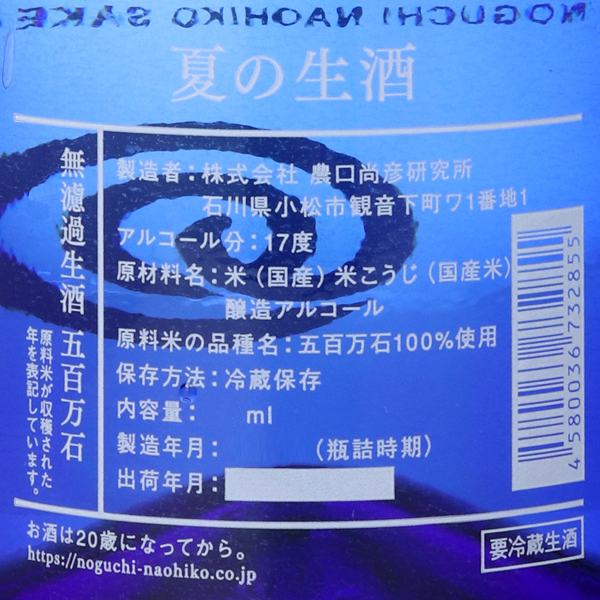 NOGUCHI NAOHIKO SAKE
夏の生酒
無濾過生酒 五百万石
原料米が収穫された
年を表記しています。
製造者：株式会社 農口尚彦研究所
石川県小松市観音下町ワ1番地1
アルコール分：17度
原材料名：米（国産）米こうじ（国産米）
醸造アルコール
原料米の品種名：五百万石100%使用
保存方法：冷蔵保存
内容量： ml
製造年月： （瓶詰時期）
出荷年月：
4580036732855
お酒は20歳になってから。
https://noguchi-naohiko.co.jp
要冷蔵生酒